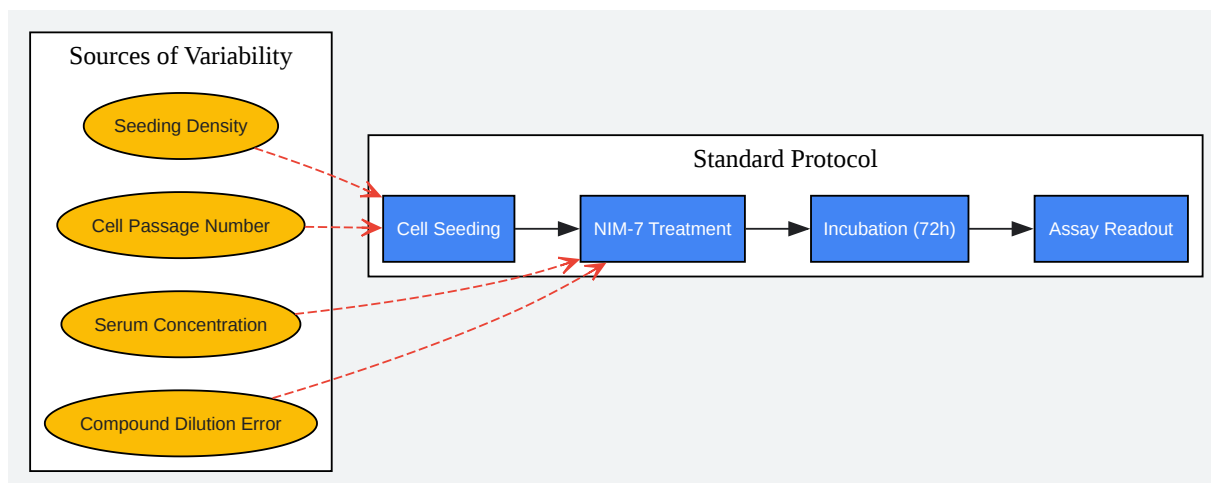 Sources of Variability
Seeding Density
Cell Passage Number
Serum Concentration
Compound Dilution Error
Standard Protocol
Cell Seeding
NIM-7 Treatment
Incubation (72h)
Assay Readout